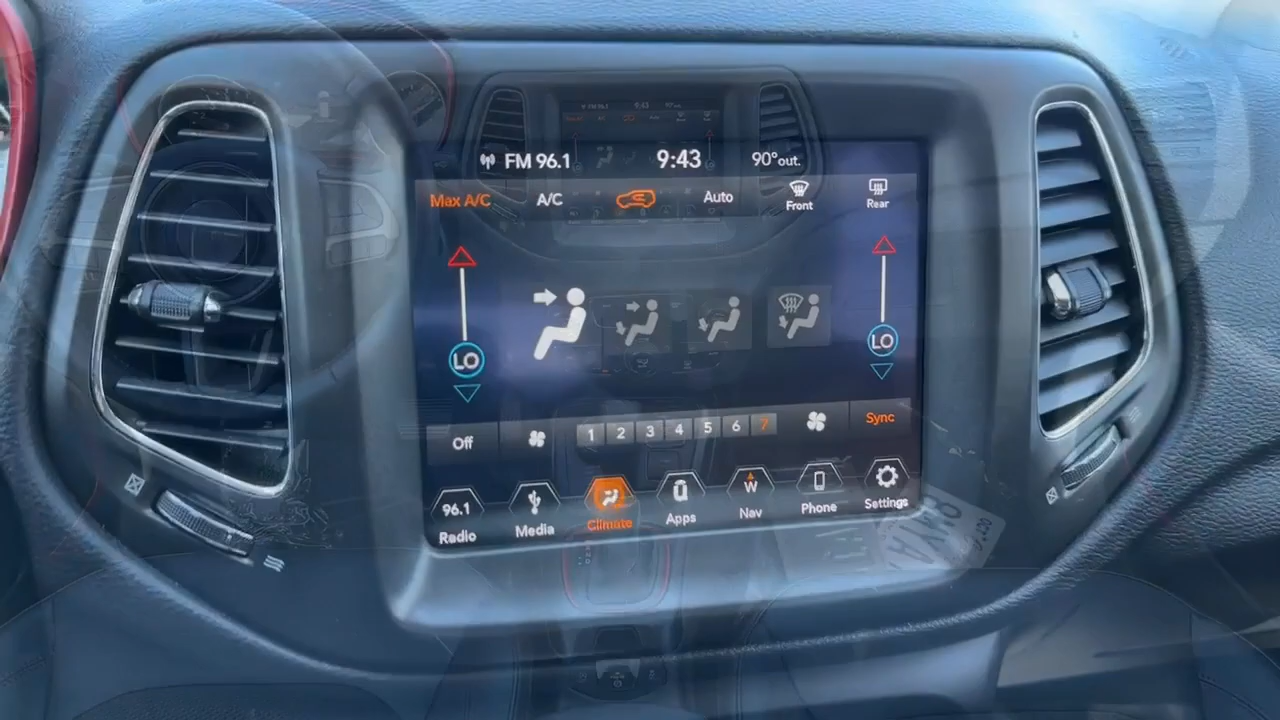 FM 96.1 9:43 90°out.
Max A/C A/C Auto Front Rear
LO LO
Off 1 2 3 4 5 6 7 Sync
96.1 W
Radio Media Climate Apps Nav Phone Settings